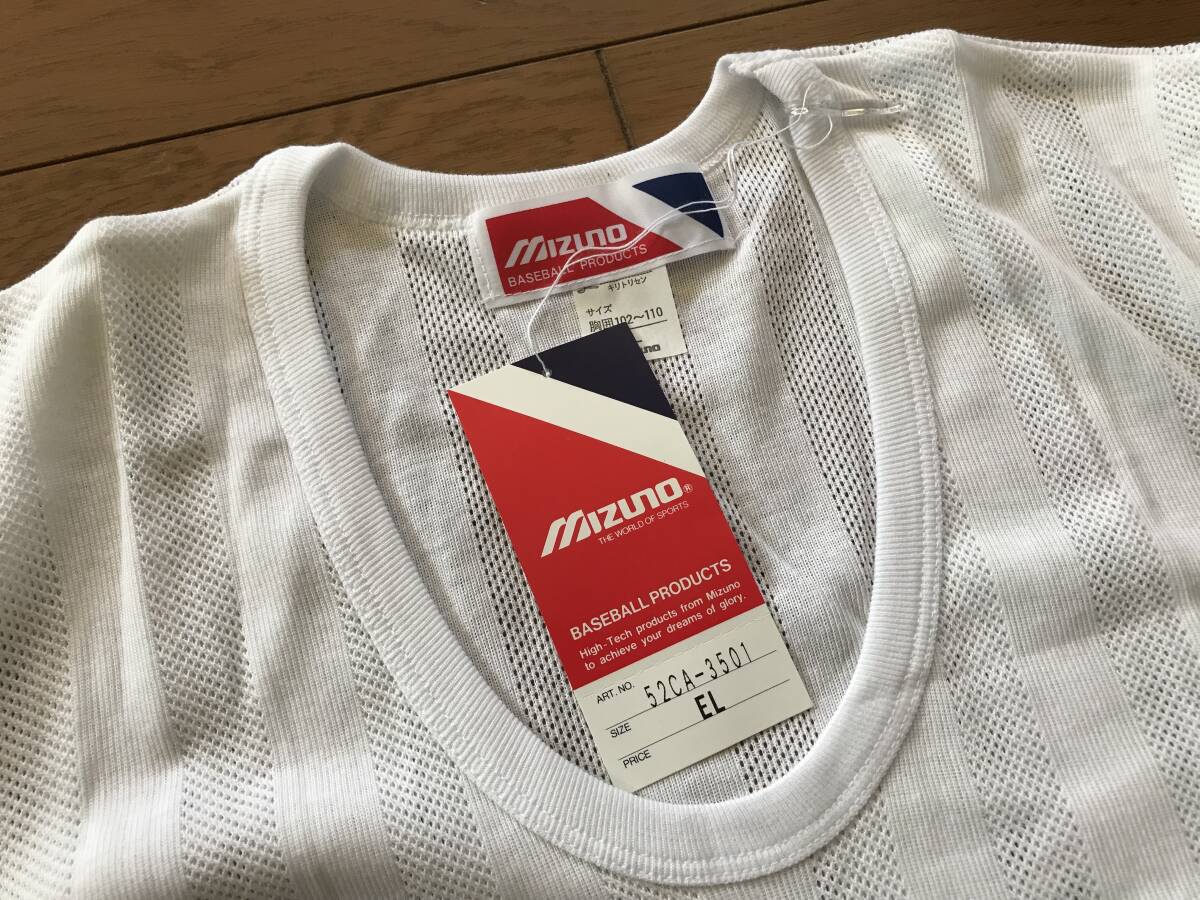 MIZUNO
BASEBALL PRODUCTS
キリトリセン
サイズ
胸囲102〜110
MIZUNO®
THE WORLD OF SPORTS
BASEBALL PRODUCTS
High-Tech products from Mizuno
to achieve your dreams of glory.
ART. NO. 52CA-3501
SIZE EL
PRICE